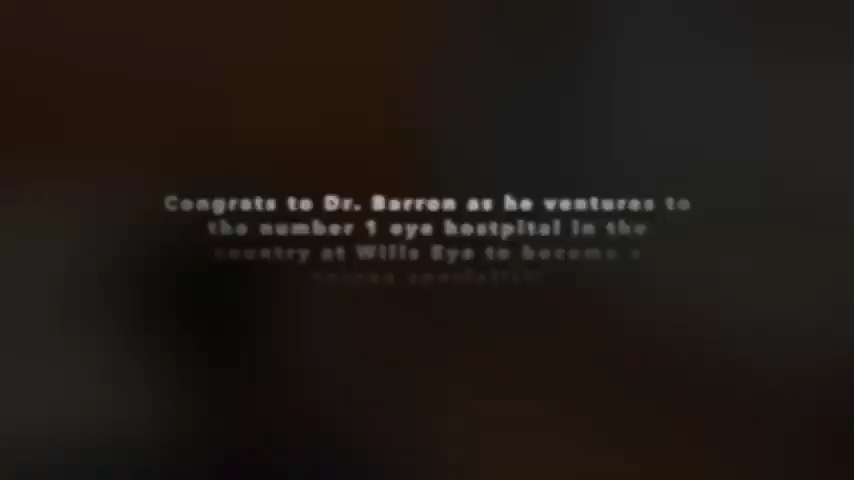 Congrats to Dr. Barron as he ventures to
the number 1 eye hostpital in the
country at Wills Eye to become a